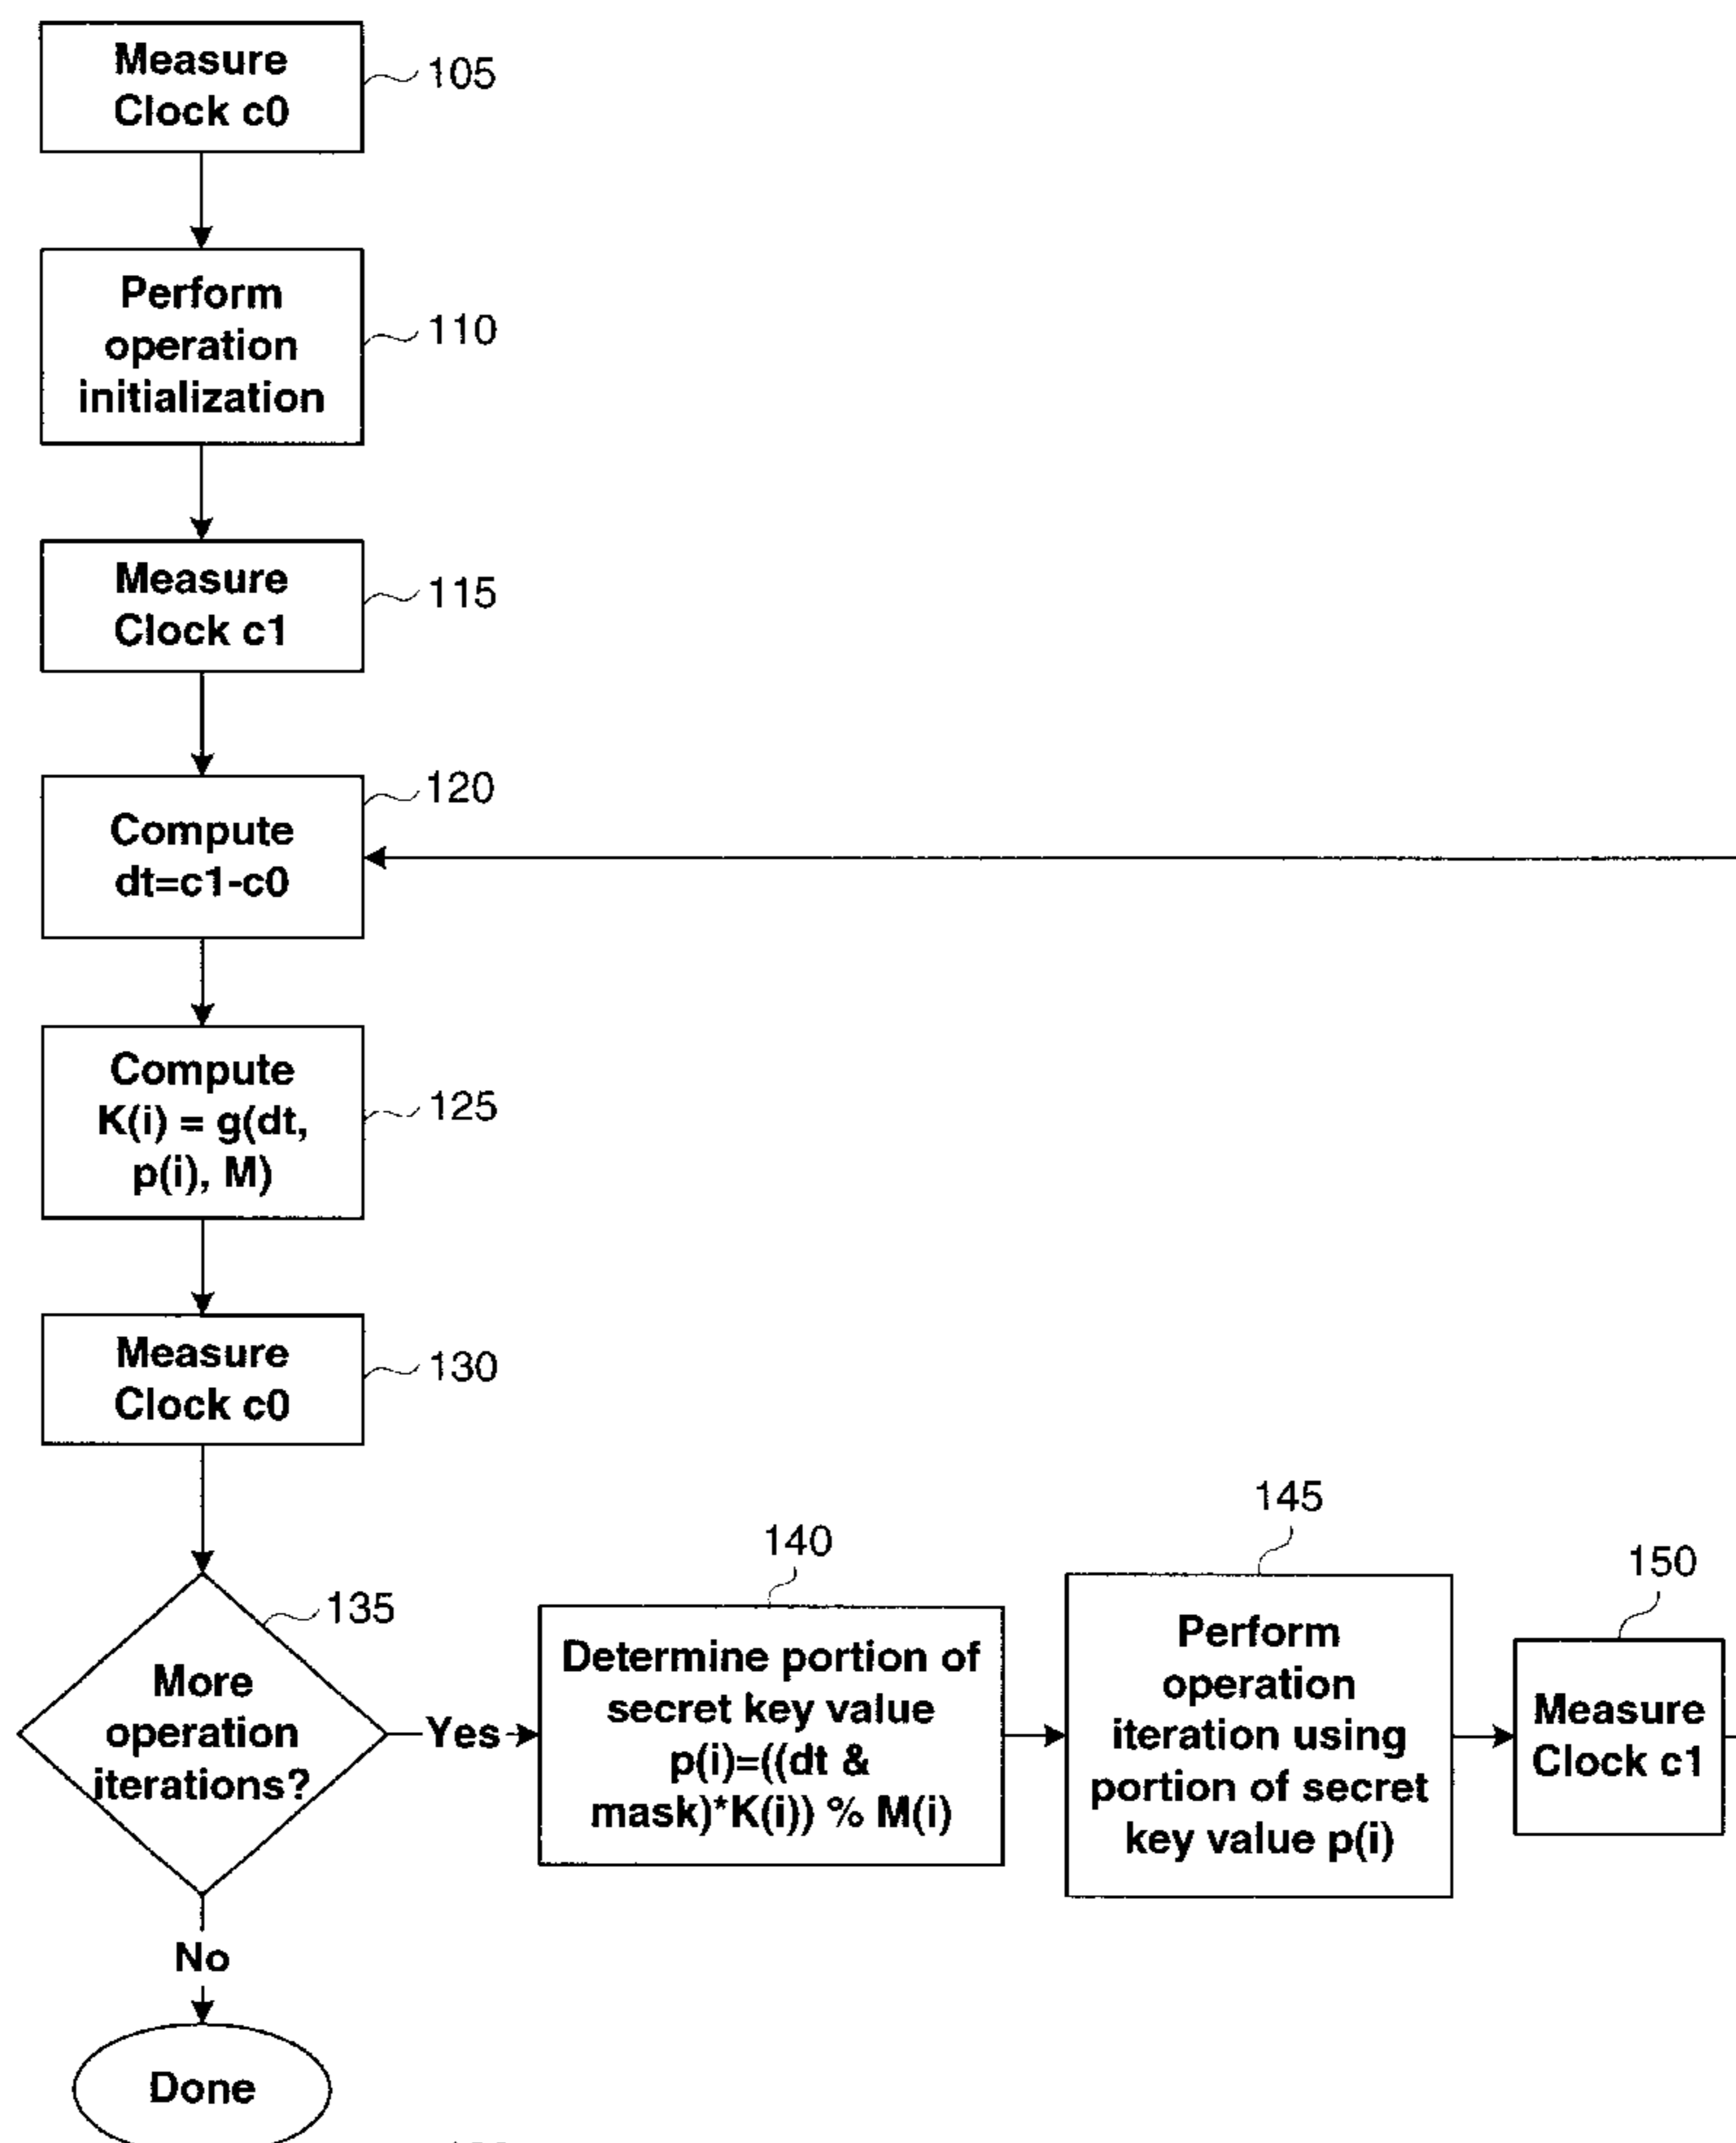 Measure
Clock c0
105
Perform
operation
initialization
110
Measure
Clock c1
115
Compute
dt=c1-c0
120
Compute
K(i) = g(dt,
p(i), M)
125
Measure
Clock c0
130
More
operation
iterations?
135
Yes
Determine portion of
secret key value
p(i)=((dt &
mask)*K(i)) % M(i)
140
Perform
operation
iteration using
portion of secret
key value p(i)
145
Measure
Clock c1
150
No
Done